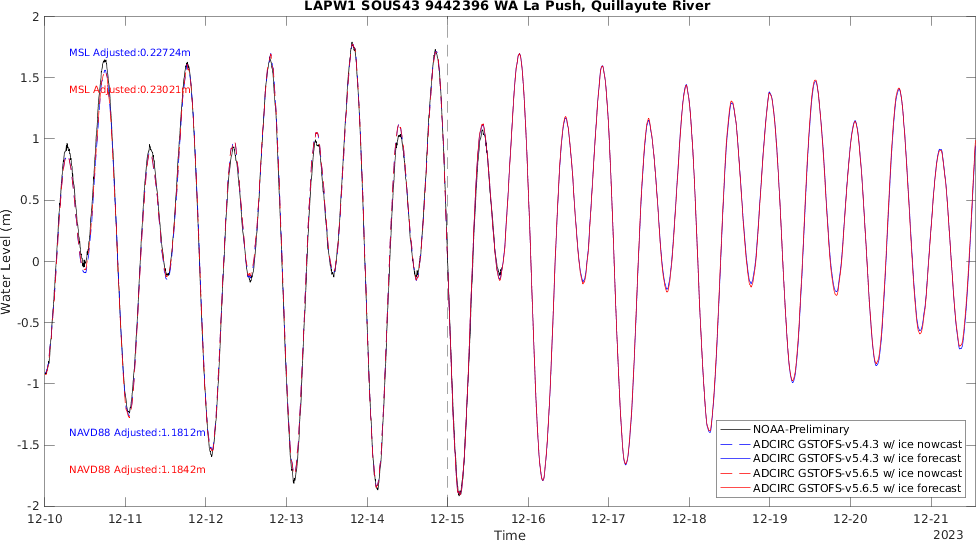 LAPW1 SOUS43 9442396 WA La Push, Quillayute River
2
1.5
1
0.5
0
-0.5
-1
-1.5
-2
Water Level (m)
MSL Adjusted:0.22724m
MSL Adjusted:0.23021m
NAVD88 Adjusted:1.1812m
NAVD88 Adjusted:1.1842m
NOAA-Preliminary
ADCIRC GSTOFS-v5.4.3 w/ ice nowcast
ADCIRC GSTOFS-v5.4.3 w/ ice forecast
ADCIRC GSTOFS-v5.6.5 w/ ice nowcast
ADCIRC GSTOFS-v5.6.5 w/ ice forecast
12-10 12-11 12-12 12-13 12-14 12-15 12-16 12-17 12-18 12-19 12-20 12-21
Time
2023